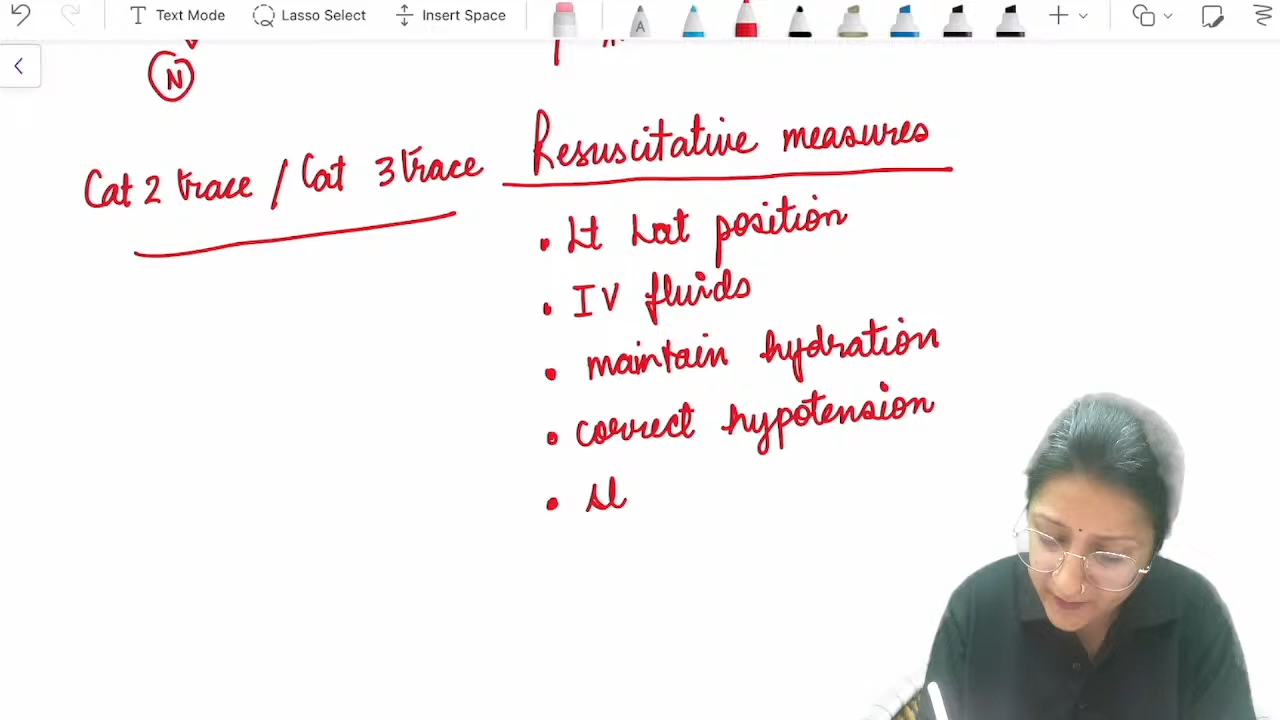 Text Mode
Lasso Select
Insert Space
A
N
Cat 2 trace / Cat 3 trace
Resuscitative measures
• Lt Lat position
• IV fluids
• maintain hydration
• correct hypotension
•